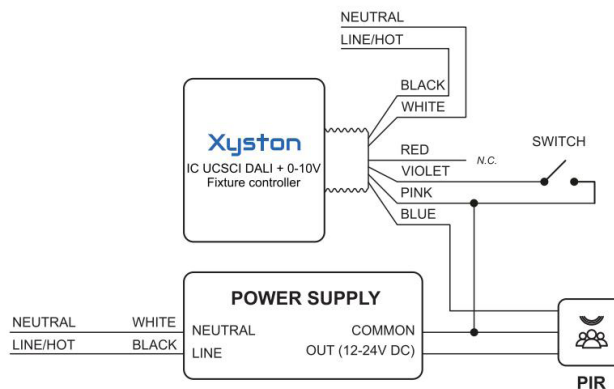 NEUTRAL
LINE/HOT
BLACK
WHITE
Xyston
IC UCSCI DALI + 0-10V
Fixture controller
RED
N.C.
SWITCH
VIOLET
PINK
BLUE
POWER SUPPLY
NEUTRAL WHITE
NEUTRAL COMMON
LINE/HOT BLACK
LINE OUT (12-24V DC)
PIR